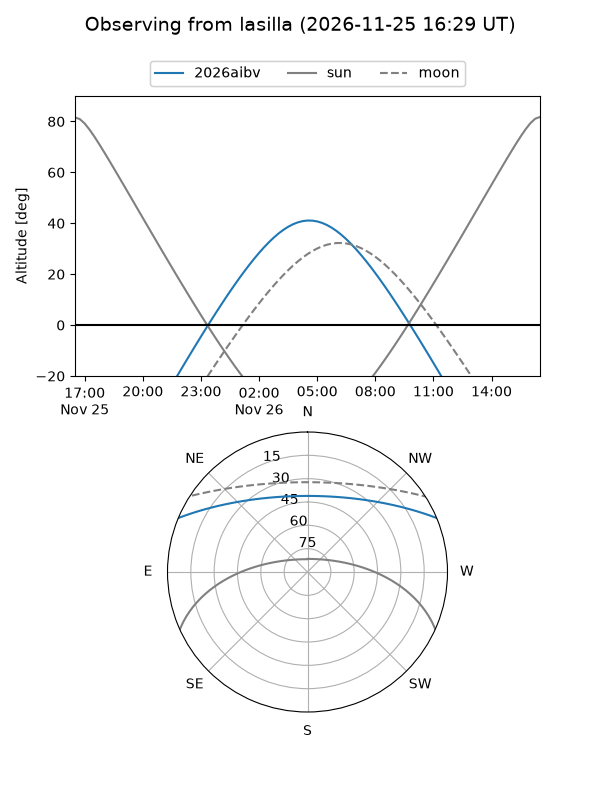 Observing from lasilla (2026-11-25 16:29 UT)
2026aibv sun moon
Altitude [deg]
80
60
40
20
0
−20
17:00 20:00 23:00 02:00 05:00 08:00 11:00 14:00
Nov 25 Nov 26
N
NE NW
15
30
45
60
75
E W
SE SW
S